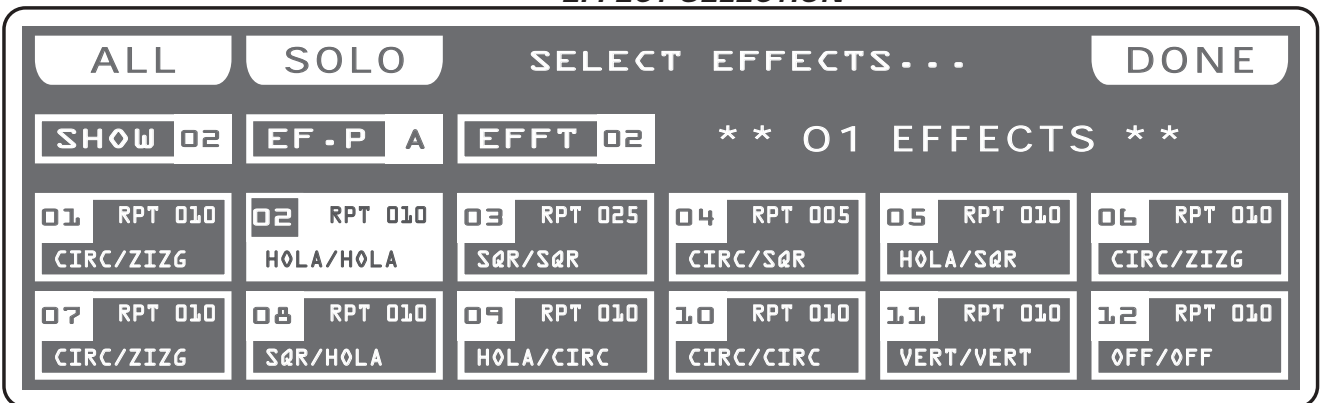 EFFECT SELECTION
ALL SOLO SELECT EFFECTS... DONE
SHOW 02 EF.P A EFFT 02 ** 01 EFFECTS **
01 RPT 010 02 RPT 010 03 RPT 025 04 RPT 005 05 RPT 010 06 RPT 010
CIRC/ZIZG HOLA/HOLA SQR/SQR CIRC/SQR HOLA/SQR CIRC/ZIZG
07 RPT 010 08 RPT 010 09 RPT 010 10 RPT 010 11 RPT 010 12 RPT 010
CIRC/ZIZG SQR/HOLA HOLA/CIRC CIRC/CIRC VERT/VERT OFF/OFF